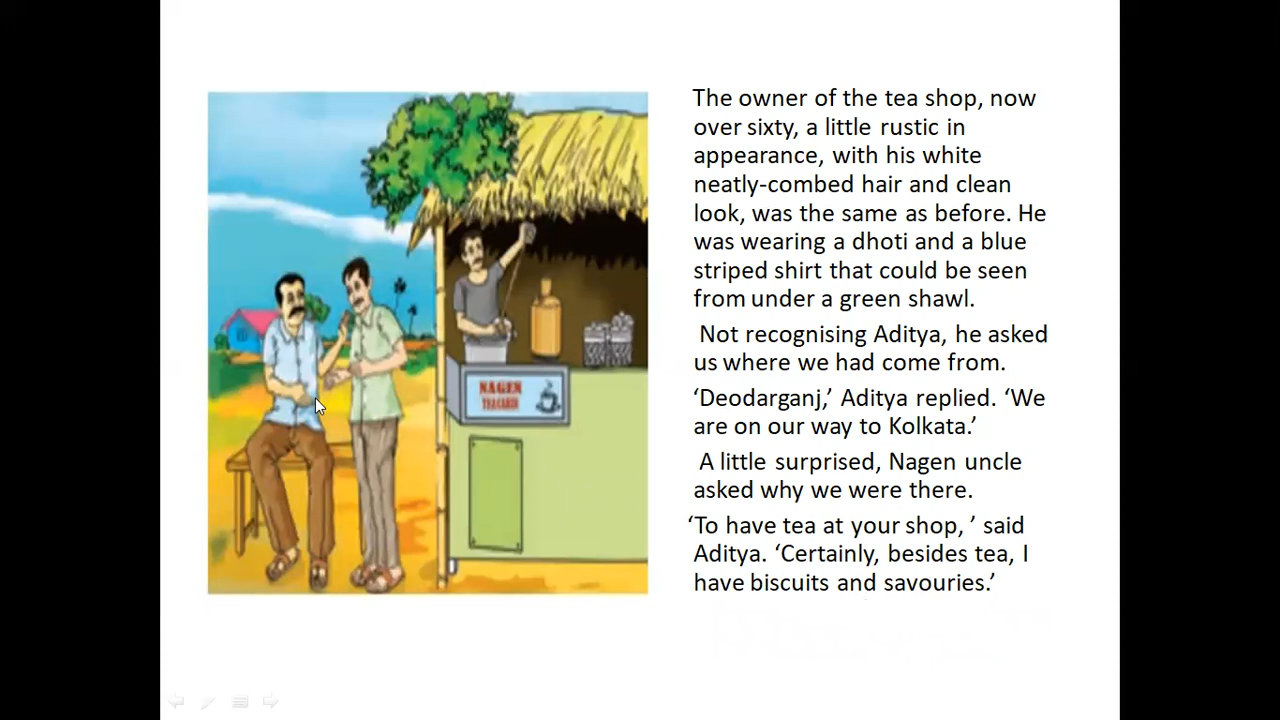 The owner of the tea shop, now
over sixty, a little rustic in
appearance, with his white
neatly-combed hair and clean
look, was the same as before. He
was wearing a dhoti and a blue
striped shirt that could be seen
from under a green shawl.
Not recognising Aditya, he asked
us where we had come from.
‘Deodarganj,’ Aditya replied. ‘We
are on our way to Kolkata.’
A little surprised, Nagen uncle
asked why we were there.
‘To have tea at your shop, ’ said
Aditya. ‘Certainly, besides tea, I
have biscuits and savouries.’
NAGEN
TEA CABIN